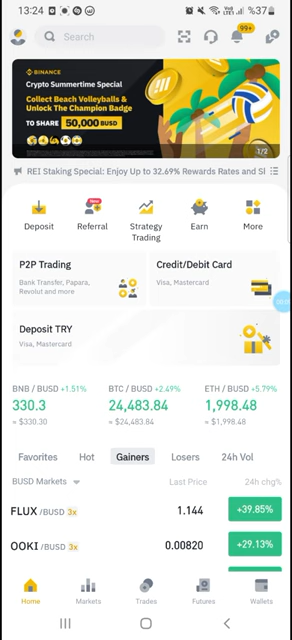 13:24
%37
Search
99+
BINANCE
Crypto Summertime Special
Collect Beach Volleyballs &
Unlock The Champion Badge
TO SHARE 50,000 BUSD
1/2
REI Staking Special: Enjoy Up to 32.69% Rewards Rates and Sl
Deposit
New
Referral
Strategy
Trading
Earn
More
P2P Trading
Bank Transfer, Papara,
Revolut and more
Credit/Debit Card
Visa, Mastercard
Deposit TRY
Visa, Mastercard
BNB / BUSD +1.51%
330.3
≈ $330.30
BTC / BUSD +2.49%
24,483.84
≈ $24,483.84
ETH / BUSD +5.79%
1,998.48
≈ $1,998.48
Favorites Hot Gainers Losers 24h Vol
BUSD Markets Last Price 24h chg%
FLUX /BUSD 3x 1.144 +39.85%
OOKI /BUSD 3x 0.00820 +29.13%
Home Markets Trades Futures Wallets